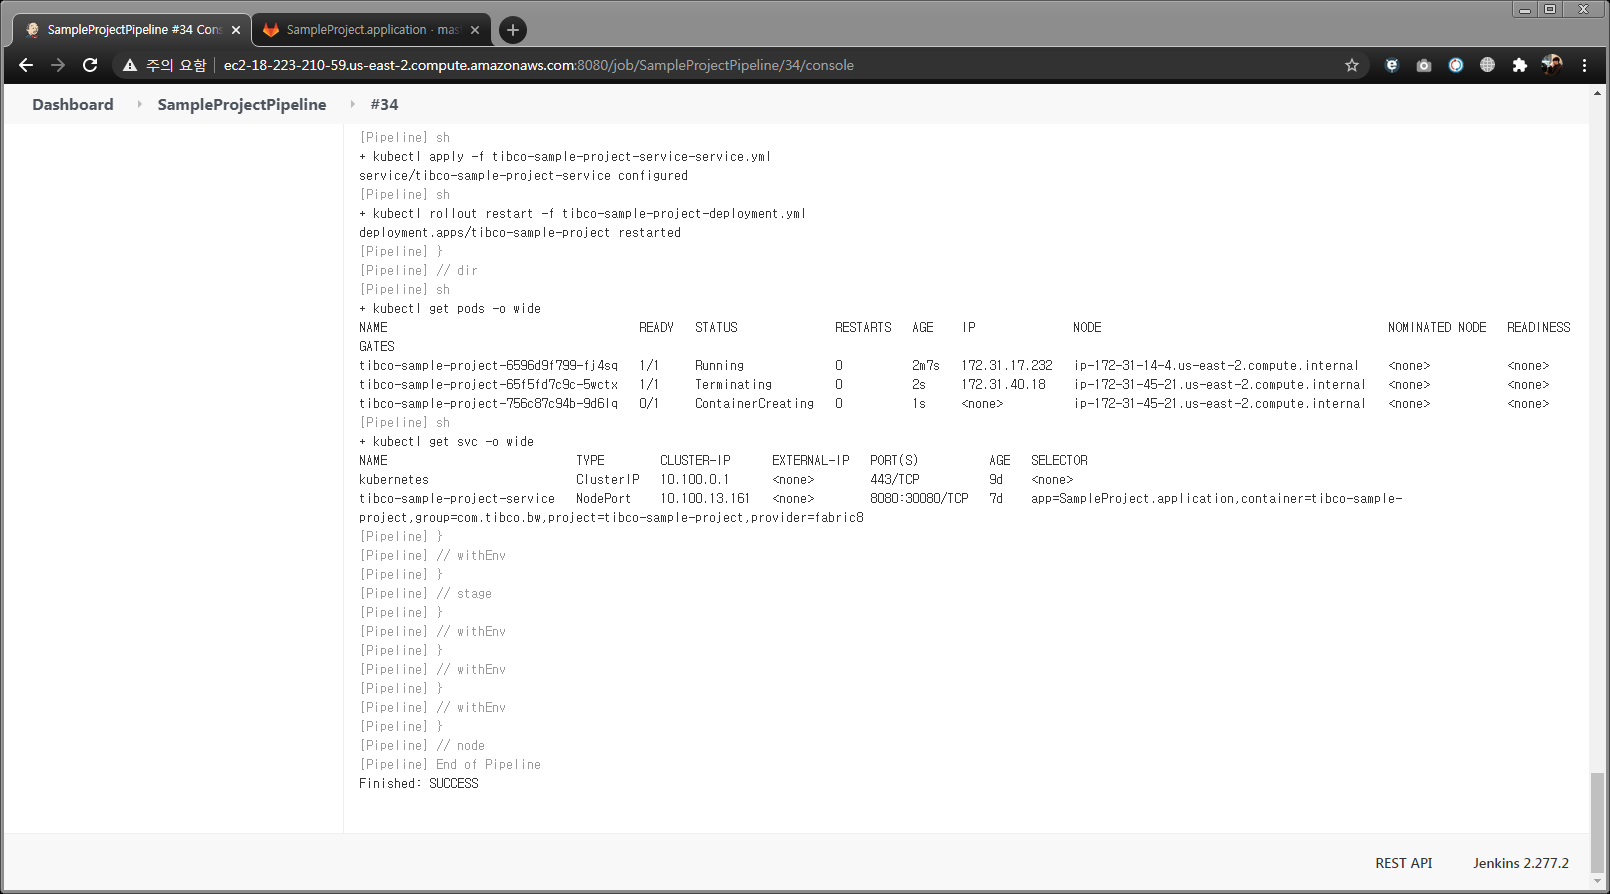 SampleProjectPipeline #34 Cons
SampleProject.application · mas
주의 요함 ec2-18-223-210-59.us-east-2.compute.amazonaws.com:8080/job/SampleProjectPipeline/34/console
Dashboard SampleProjectPipeline #34
[Pipeline] sh
+ kubectl apply -f tibco-sample-project-service-service.yml
service/tibco-sample-project-service configured
[Pipeline] sh
+ kubectl rollout restart -f tibco-sample-project-deployment.yml
deployment.apps/tibco-sample-project restarted
[Pipeline] }
[Pipeline] // dir
[Pipeline] sh
+ kubectl get pods -o wide
NAME READY STATUS RESTARTS AGE IP NODE NOMINATED NODE READINESS
GATES
tibco-sample-project-6596d9f799-fj4sq 1/1 Running 0 2m7s 172.31.17.232 ip-172-31-14-4.us-east-2.compute.internal <none> <none>
tibco-sample-project-65f5fd7c9c-5wctx 1/1 Terminating 0 2s 172.31.40.18 ip-172-31-45-21.us-east-2.compute.internal <none> <none>
tibco-sample-project-756c87c94b-9d6lq 0/1 ContainerCreating 0 1s <none> ip-172-31-45-21.us-east-2.compute.internal <none> <none>
[Pipeline] sh
+ kubectl get svc -o wide
NAME TYPE CLUSTER-IP EXTERNAL-IP PORT(S) AGE SELECTOR
kubernetes ClusterIP 10.100.0.1 <none> 443/TCP 9d <none>
tibco-sample-project-service NodePort 10.100.13.161 <none> 8080:30080/TCP 7d app=SampleProject.application,container=tibco-sample-
project,group=com.tibco.bw,project=tibco-sample-project,provider=fabric8
[Pipeline] }
[Pipeline] // withEnv
[Pipeline] }
[Pipeline] // stage
[Pipeline] }
[Pipeline] // withEnv
[Pipeline] }
[Pipeline] // withEnv
[Pipeline] }
[Pipeline] // withEnv
[Pipeline] }
[Pipeline] // node
[Pipeline] End of Pipeline
Finished: SUCCESS
REST API Jenkins 2.277.2